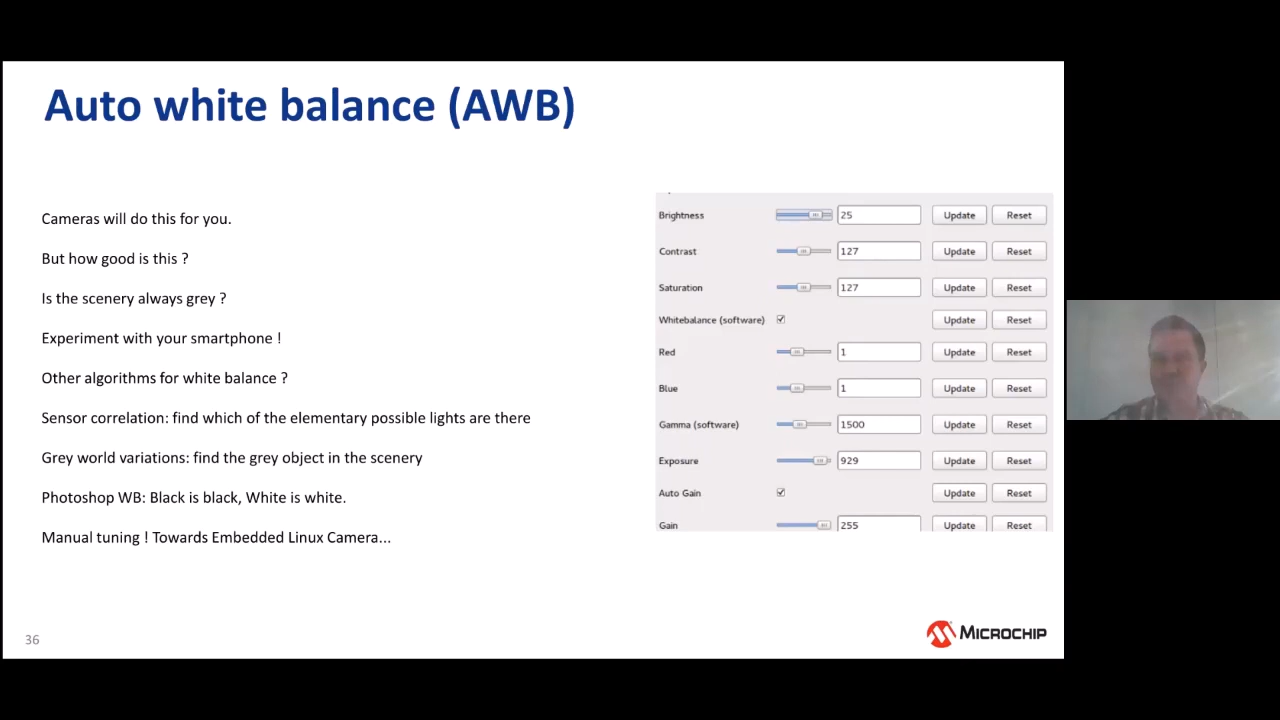 Auto white balance (AWB)
Cameras will do this for you.
But how good is this ?
Is the scenery always grey ?
Experiment with your smartphone !
Other algorithms for white balance ?
Sensor correlation: find which of the elementary possible lights are there
Grey world variations: find the grey object in the scenery
Photoshop WB: Black is black, White is white.
Manual tuning ! Towards Embedded Linux Camera...
Brightness 25 Update Reset
Contrast 127 Update Reset
Saturation 127 Update Reset
Whitebalance (software) Update Reset
Red 1 Update Reset
Blue 1 Update Reset
Gamma (software) 1500 Update Reset
Exposure 929 Update Reset
Auto Gain Update Reset
Gain 255 Update Reset
36
MICROCHIP